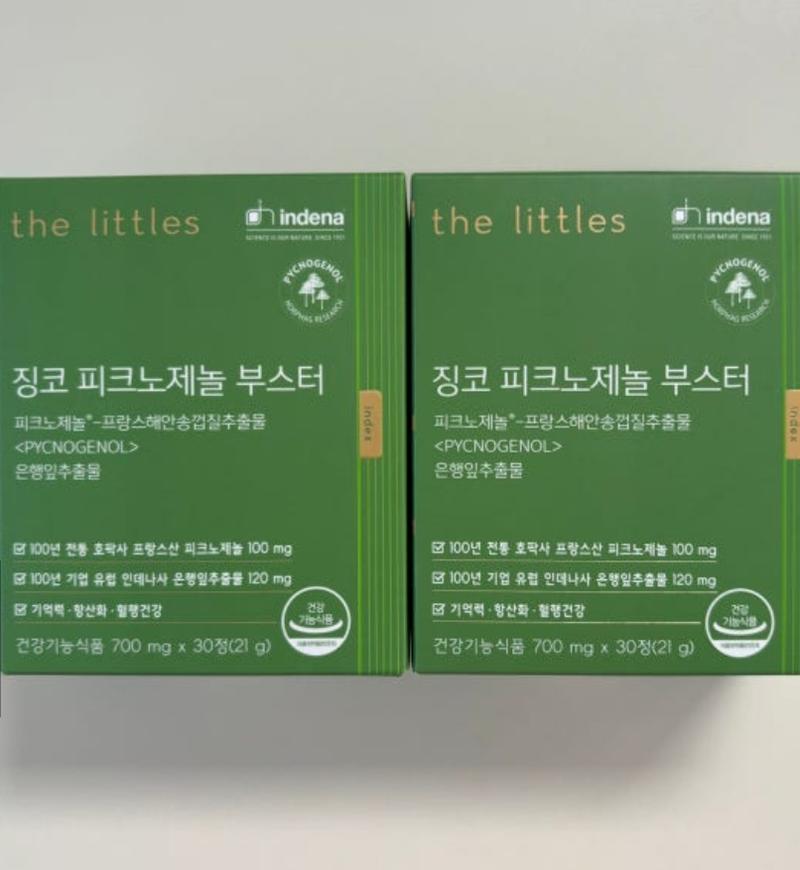 the littles
indena
SCIENCE IS OUR NATURE. SINCE 1921
PYCNOGENOL
HORPHAG RESEARCH
징코 피크노제놀 부스터
피크노제놀®-프랑스해안송껍질추출물
<PYCNOGENOL>
은행잎추출물
index
100년 전통 호팍사 프랑스산 피크노제놀 100 mg
100년 기업 유럽 인데나사 은행잎추출물 120 mg
기억력·항산화·혈행건강
건강
기능식품
건강기능식품 700 mg x 30정(21 g)
the littles
indena
SCIENCE IS OUR NATURE. SINCE 1921
PYCNOGENOL
HORPHAG RESEARCH
징코 피크노제놀 부스터
피크노제놀®-프랑스해안송껍질추출물
<PYCNOGENOL>
은행잎추출물
index
100년 전통 호팍사 프랑스산 피크노제놀 100 mg
100년 기업 유럽 인데나사 은행잎추출물 120 mg
기억력·항산화·혈행건강
건강
기능식품
건강기능식품 700 mg x 30정(21 g)